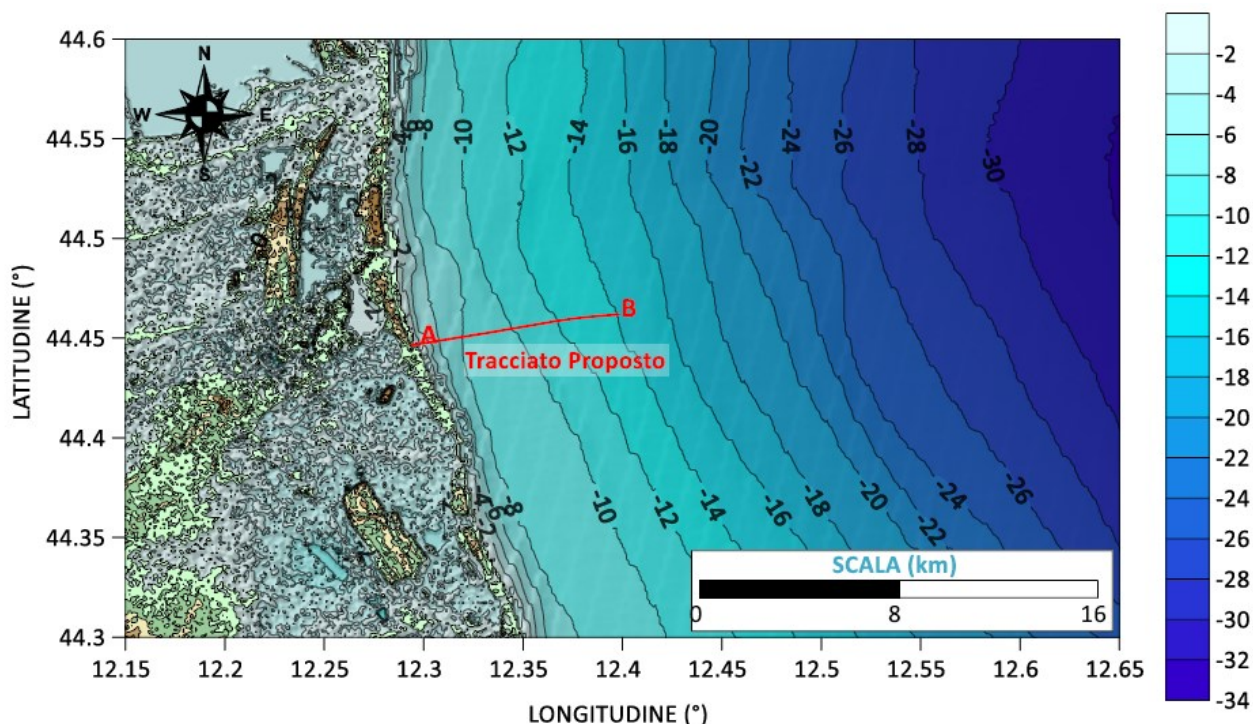 44.6
44.55
44.5
44.45
44.4
44.35
44.3
LATITUDINE (°)
N
W E
S
-8 -10 -12 -14 -16 -18 -20 -22 -24 -26 -28 -30
A B
Tracciato Proposto
-4 -6 -8 -10 -12 -14 -16 -18 -20 -22 -24 -26
-2
SCALA (km)
0 8 16
12.15 12.2 12.25 12.3 12.35 12.4 12.45 12.5 12.55 12.6 12.65
LONGITUDINE (°)
-2
-4
-6
-8
-10
-12
-14
-16
-18
-20
-22
-24
-26
-28
-30
-32
-34